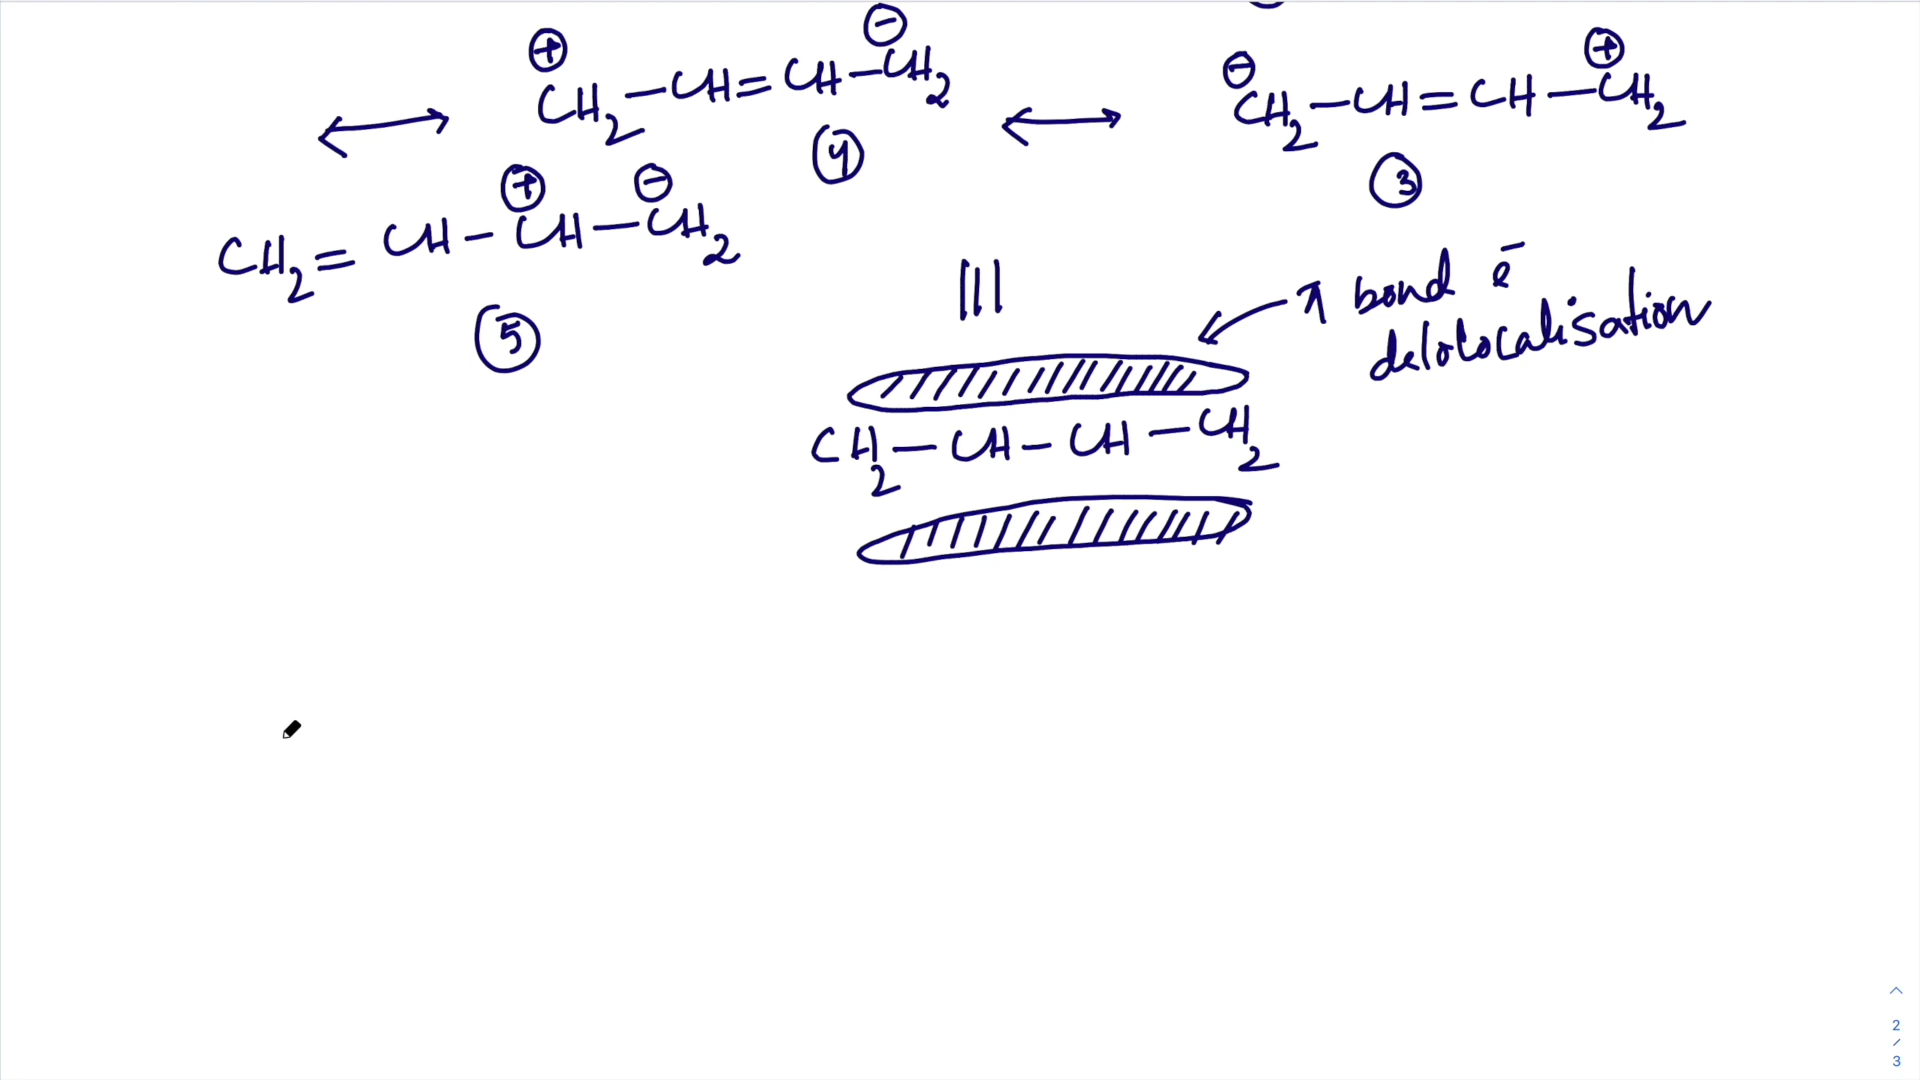 ⊕ ⊖ ⊖ ⊕
⟷ CH₂–CH=CH–CH₂ ⟷ CH₂–CH=CH–CH₂
④ ③
⊕ ⊖
CH₂=CH–CH–CH₂
⑤
||| π bond e⁻
delolocalisation
CH₂–CH–CH–CH₂
2
/
3